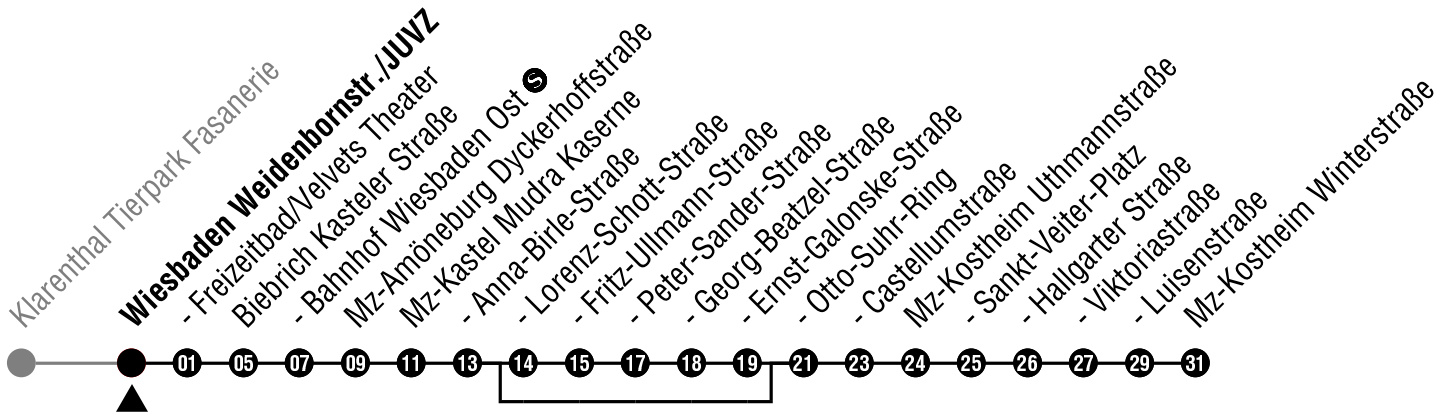 Klarenthal Tierpark Fasanerie
Wiesbaden Weidenbornstr./JUVZ
- Freizeitbad/Velvets Theater
Biebrich Kasteler Straße
- Bahnhof Wiesbaden Ost S
Mz-Amöneburg Dyckerhoffstraße
Mz-Kastel Mudra Kaserne
- Anna-Birle-Straße
- Lorenz-Schott-Straße
- Fritz-Ullmann-Straße
- Peter-Sander-Straße
- Georg-Beatzel-Straße
- Ernst-Galonske-Straße
- Otto-Suhr-Ring
- Castellumstraße
Mz-Kostheim Uthmannstraße
- Sankt-Veiter-Platz
- Hallgarter Straße
- Viktoriastraße
- Luisenstraße
Mz-Kostheim Winterstraße
01 05 07 09 11 13 14 15 17 18 19 21 23 24 25 26 27 29 31